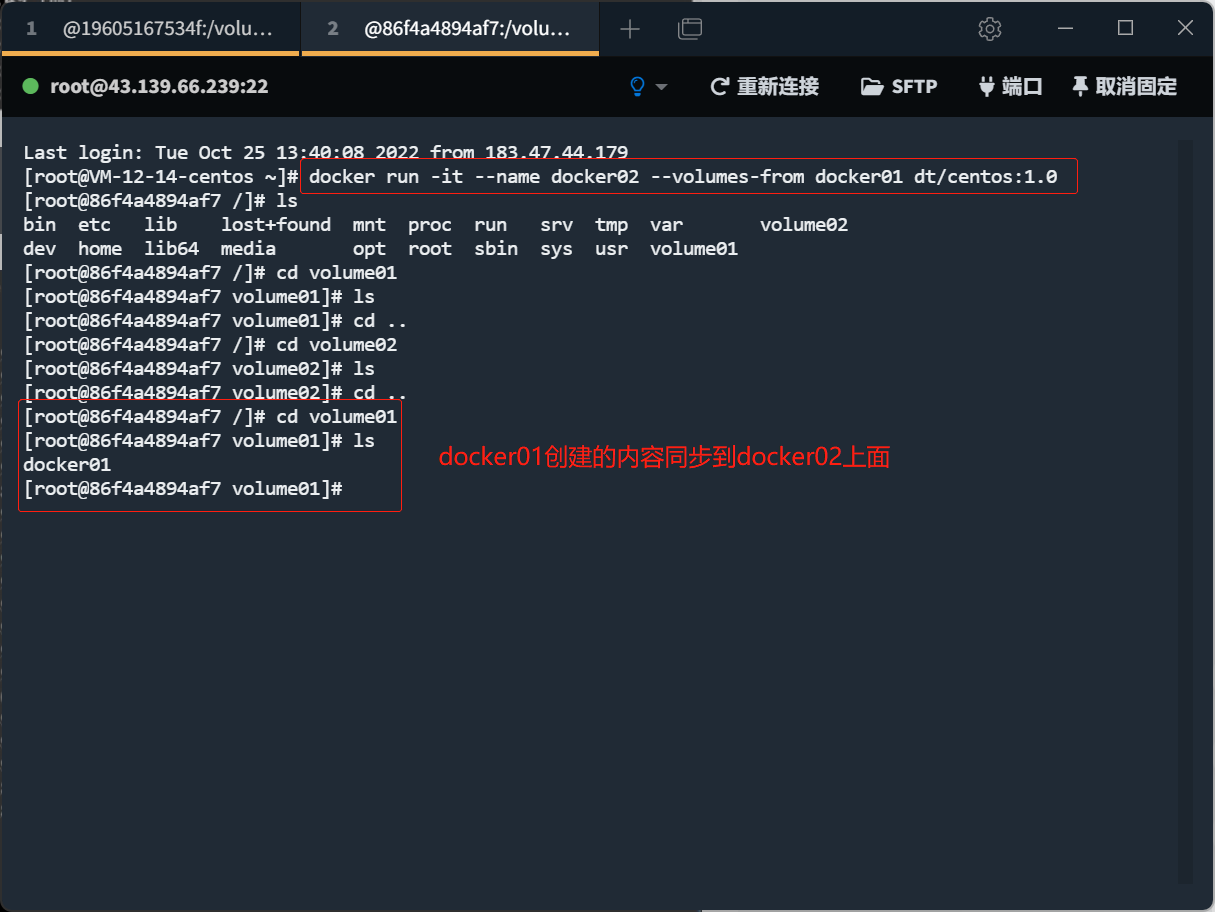 1 @19605167534f:/volu... 2 @86f4a4894af7:/volu...
root@43.139.66.239:22 重新连接 SFTP 端口 取消固定
Last login: Tue Oct 25 13:40:08 2022 from 183.47.44.179
[root@VM-12-14-centos ~]# docker run -it --name docker02 --volumes-from docker01 dt/centos:1.0
[root@86f4a4894af7 /]# ls
bin  etc   lib    lost+found  mnt  proc  run   srv  tmp  var       volume02
dev  home  lib64  media       opt  root  sbin  sys  usr  volume01
[root@86f4a4894af7 /]# cd volume01
[root@86f4a4894af7 volume01]# ls
[root@86f4a4894af7 volume01]# cd ..
[root@86f4a4894af7 /]# cd volume02
[root@86f4a4894af7 volume02]# ls
[root@86f4a4894af7 volume02]# cd ..
[root@86f4a4894af7 /]# cd volume01
[root@86f4a4894af7 volume01]# ls
docker01创建的内容同步到docker02上面
docker01
[root@86f4a4894af7 volume01]#